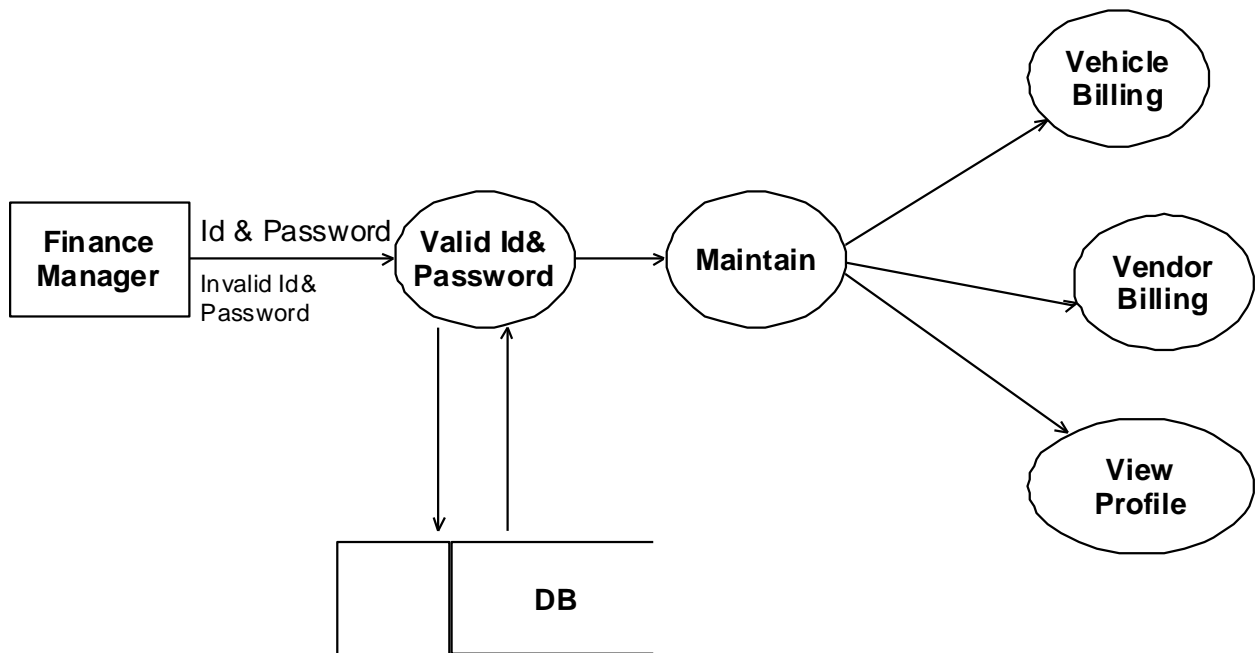 Vehicle
Billing
Finance
Manager
Id & Password
Invalid Id&
Password
Valid Id&
Password
Maintain
Vendor
Billing
View
Profile
DB